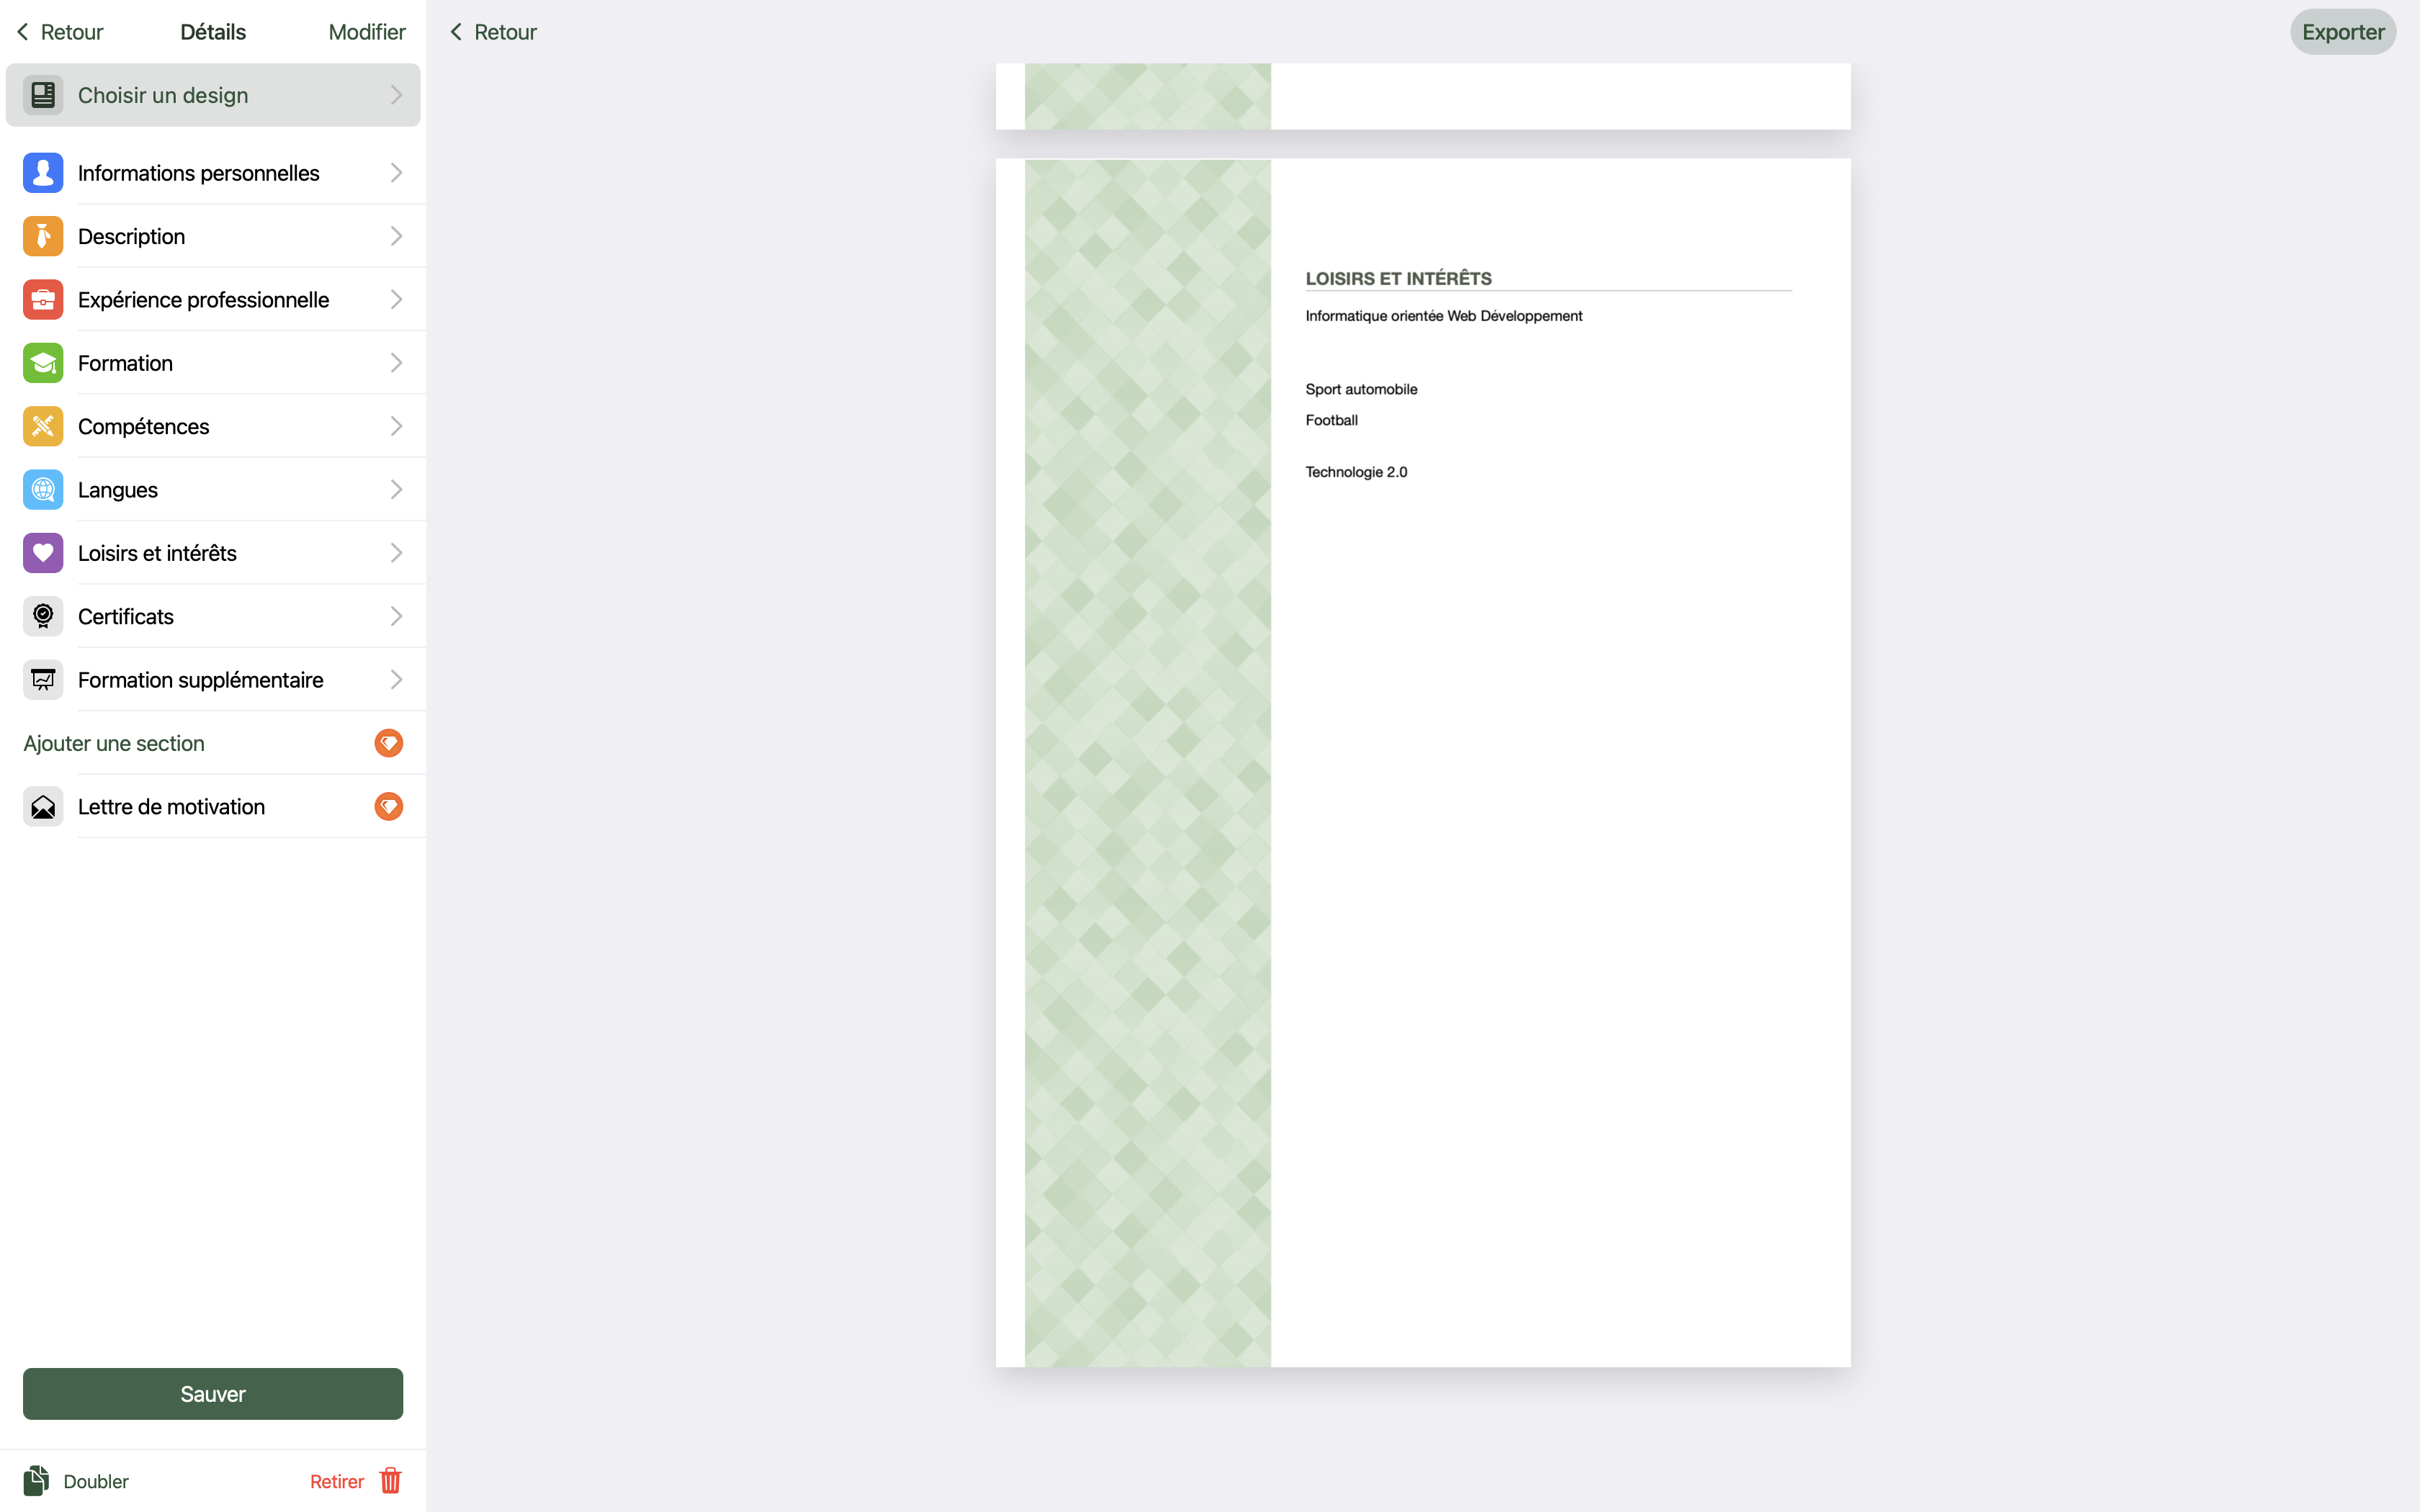 Retour
Détails
Modifier
Choisir un design
Informations personnelles
Description
Expérience professionnelle
Formation
Compétences
Langues
Loisirs et intérêts
Certificats
Formation supplémentaire
Ajouter une section
Lettre de motivation
Sauver
Doubler
Retirer
Retour
Exporter
LOISIRS ET INTÉRÊTS
Informatique orientée Web Développement
Sport automobile
Football
Technologie 2.0